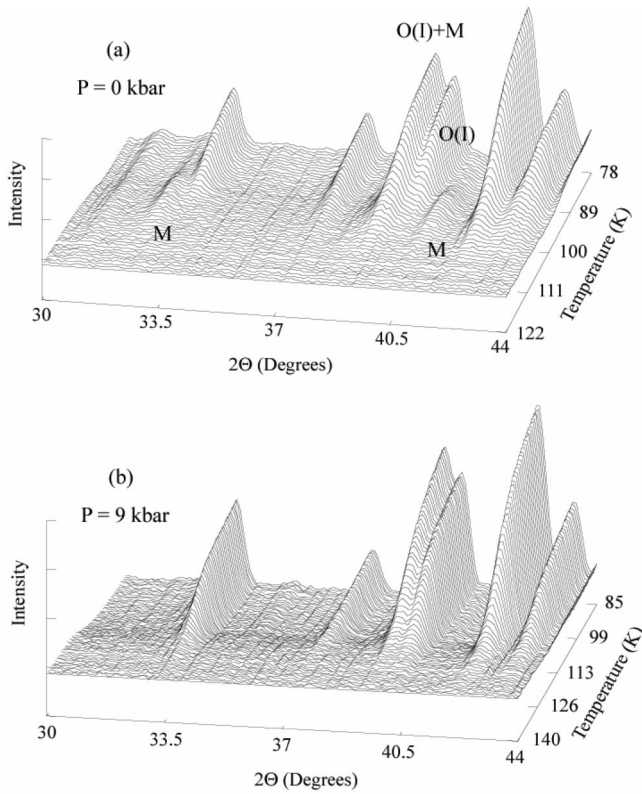 (a)
P = 0 kbar
O(I)+M
O(I)
M
M
Intensity
78
89
100
111
122
Temperature (K)
30
33.5
37
40.5
44
2Θ (Degrees)
(b)
P = 9 kbar
Intensity
85
99
113
126
140
Temperature (K)
30
33.5
37
40.5
44
2Θ (Degrees)